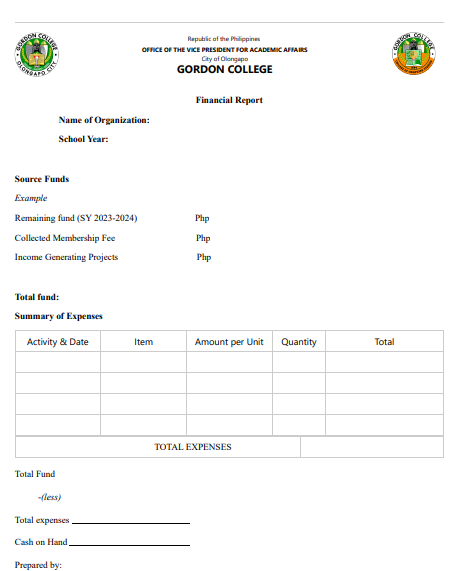 Republic of the Philippines
OFFICE OF THE VICE PRESIDENT FOR ACADEMIC AFFAIRS
City of Olongapo
GORDON COLLEGE
GORDON COLLEGE
OLONGAPO CITY
GORDON COLLEGE
Financial Report
Name of Organization:
School Year:
Source Funds
Example
Remaining fund (SY 2023-2024) Php
Collected Membership Fee Php
Income Generating Projects Php
Total fund:
Summary of Expenses
Activity & Date Item Amount per Unit Quantity Total
TOTAL EXPENSES
Total Fund
-(less)
Total expenses
Cash on Hand
Prepared by: